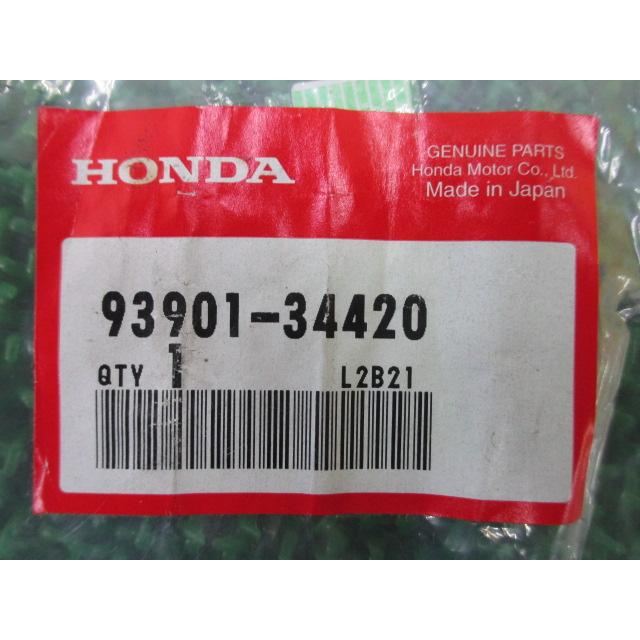 HONDA
GENUINE PARTS
Honda Motor Co., Ltd.
Made in Japan
93901-34420
QTY 1 L2B21